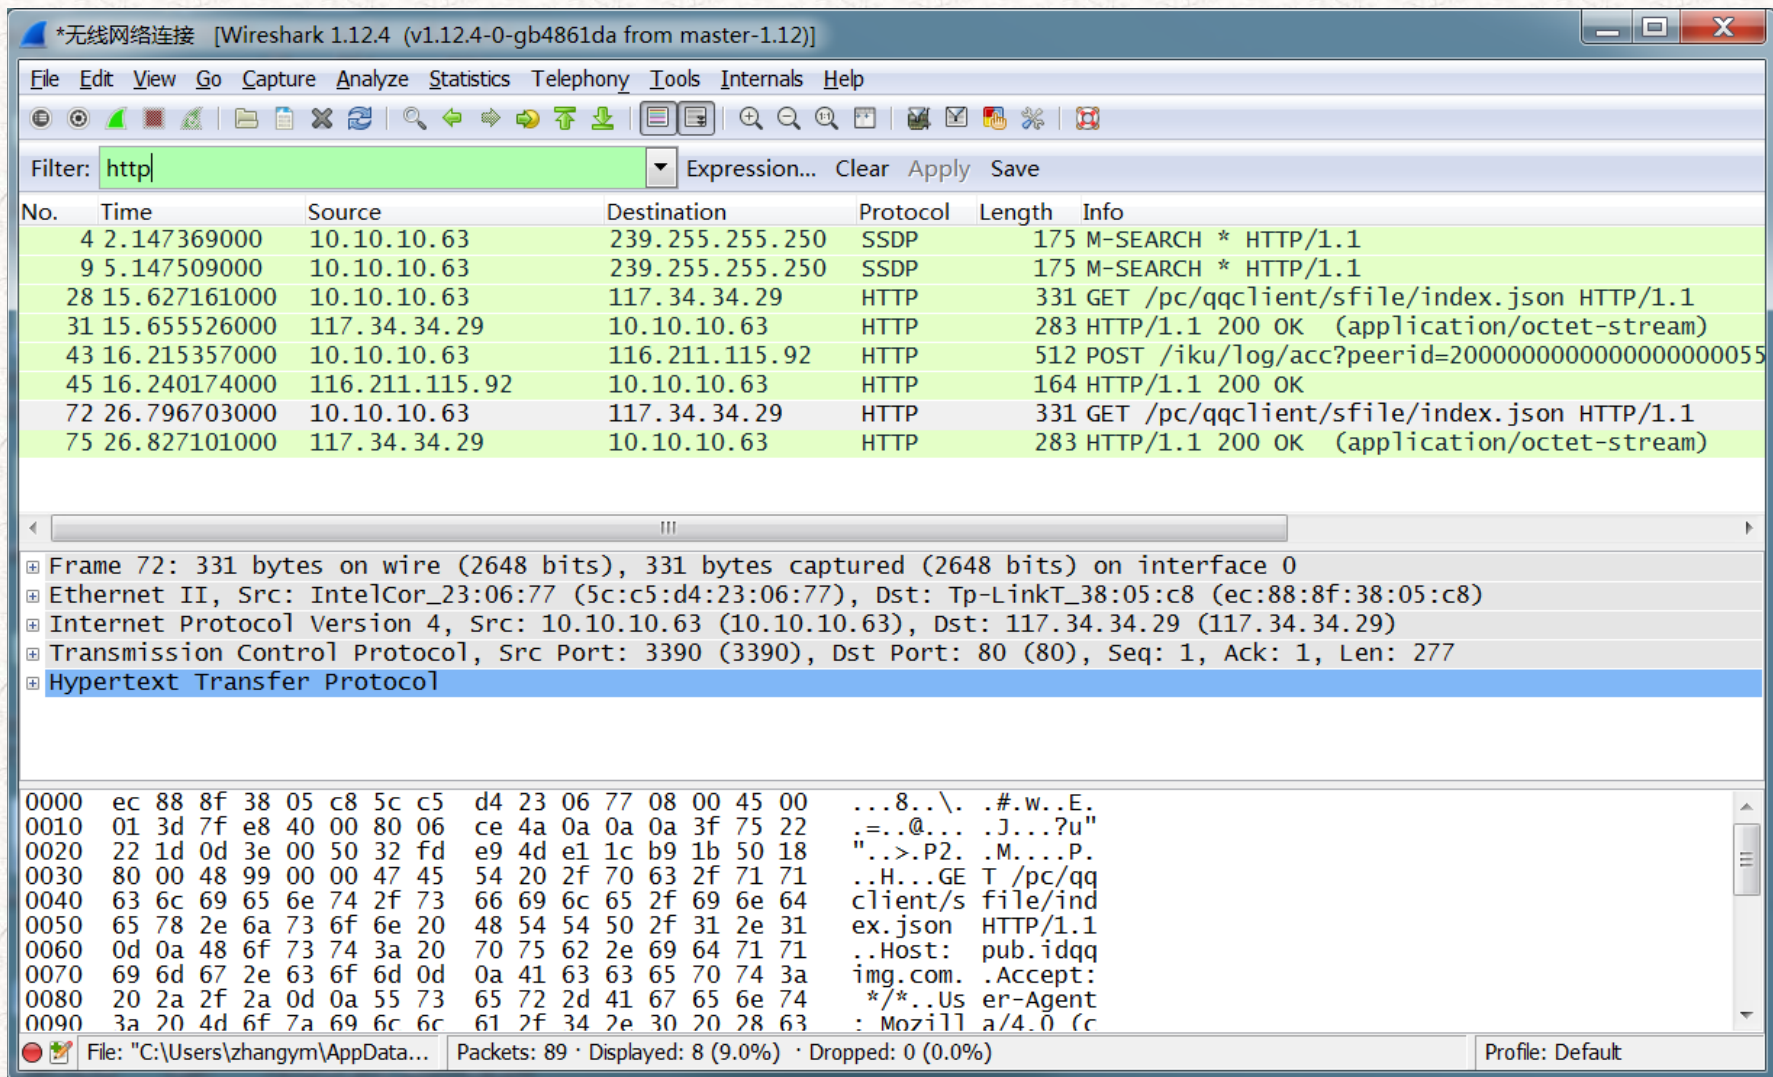 *无线网络连接 [Wireshark 1.12.4 (v1.12.4-0-gb4861da from master-1.12)]
File Edit View Go Capture Analyze Statistics Telephony Tools Internals Help
Filter: http Expression... Clear Apply Save
No. Time Source Destination Protocol Length Info
4 2.147369000 10.10.10.63 239.255.255.250 SSDP 175 M-SEARCH * HTTP/1.1
9 5.147509000 10.10.10.63 239.255.255.250 SSDP 175 M-SEARCH * HTTP/1.1
28 15.627161000 10.10.10.63 117.34.34.29 HTTP 331 GET /pc/qqclient/sfile/index.json HTTP/1.1
31 15.655526000 117.34.34.29 10.10.10.63 HTTP 283 HTTP/1.1 200 OK (application/octet-stream)
43 16.215357000 10.10.10.63 116.211.115.92 HTTP 512 POST /iku/log/acc?peerid=20000000000000000000055
45 16.240174000 116.211.115.92 10.10.10.63 HTTP 164 HTTP/1.1 200 OK
72 26.796703000 10.10.10.63 117.34.34.29 HTTP 331 GET /pc/qqclient/sfile/index.json HTTP/1.1
75 26.827101000 117.34.34.29 10.10.10.63 HTTP 283 HTTP/1.1 200 OK (application/octet-stream)
Frame 72: 331 bytes on wire (2648 bits), 331 bytes captured (2648 bits) on interface 0
Ethernet II, Src: IntelCor_23:06:77 (5c:c5:d4:23:06:77), Dst: Tp-LinkT_38:05:c8 (ec:88:8f:38:05:c8)
Internet Protocol Version 4, Src: 10.10.10.63 (10.10.10.63), Dst: 117.34.34.29 (117.34.34.29)
Transmission Control Protocol, Src Port: 3390 (3390), Dst Port: 80 (80), Seq: 1, Ack: 1, Len: 277
Hypertext Transfer Protocol
0000 ec 88 8f 38 05 c8 5c c5 d4 23 06 77 08 00 45 00 ...8..\. .#.w..E.
0010 01 3d 7f e8 40 00 80 06 ce 4a 0a 0a 0a 3f 75 22 .=..@... .J...?u"
0020 22 1d 0d 3e 00 50 32 fd e9 4d e1 1c b9 1b 50 18 "..>.P2. .M....P.
0030 80 00 48 99 00 00 47 45 54 20 2f 70 63 2f 71 71 ..H...GE T /pc/qq
0040 63 6c 69 65 6e 74 2f 73 66 69 6c 65 2f 69 6e 64 client/s file/ind
0050 65 78 2e 6a 73 6f 6e 20 48 54 54 50 2f 31 2e 31 ex.json HTTP/1.1
0060 0d 0a 48 6f 73 74 3a 20 70 75 62 2e 69 64 71 71 ..Host: pub.idqq
0070 69 6d 67 2e 63 6f 6d 0d 0a 41 63 63 65 70 74 3a img.com. .Accept:
0080 20 2a 2f 2a 0d 0a 55 73 65 72 2d 41 67 65 6e 74 */*..Us er-Agent
0090 3a 20 4d 6f 7a 69 6c 6c 61 2f 34 2e 30 20 28 63 : Mozill a/4.0 (c
File: "C:\Users\zhangym\AppData... Packets: 89 · Displayed: 8 (9.0%) · Dropped: 0 (0.0%) Profile: Default